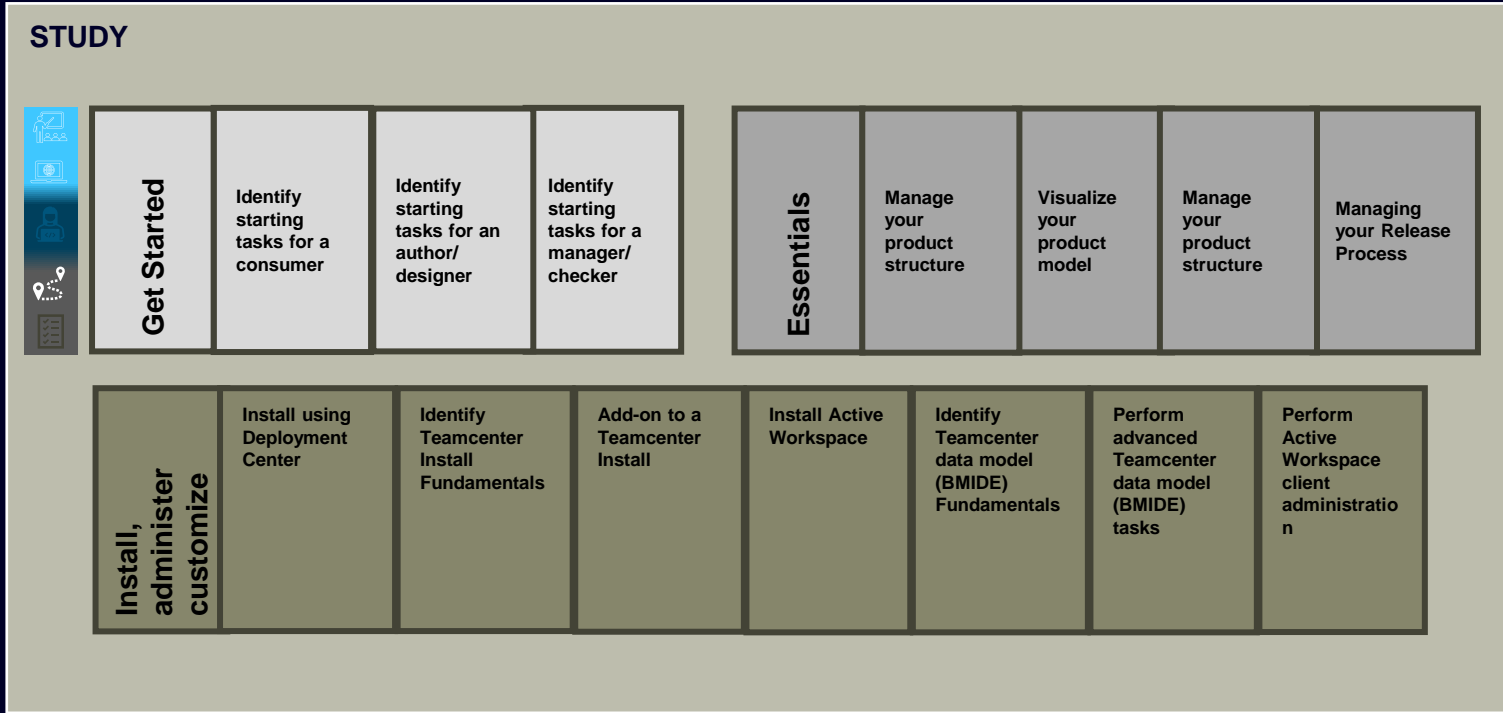 STUDY
Get Started
Identify
starting
tasks for a
consumer
Identify
starting
tasks for an
author/
designer
Identify
starting
tasks for a
manager/
checker
Essentials
Manage
your
product
structure
Visualize
your
product
model
Manage
your
product
structure
Managing
your Release
Process
Install,
administer
customize
Install using
Deployment
Center
Identify
Teamcenter
Install
Fundamentals
Add-on to a
Teamcenter
Install
Install Active
Workspace
Identify
Teamcenter
data model
(BMIDE)
Fundamentals
Perform
advanced
Teamcenter
data model
(BMIDE)
tasks
Perform
Active
Workspace
client
administratio
n